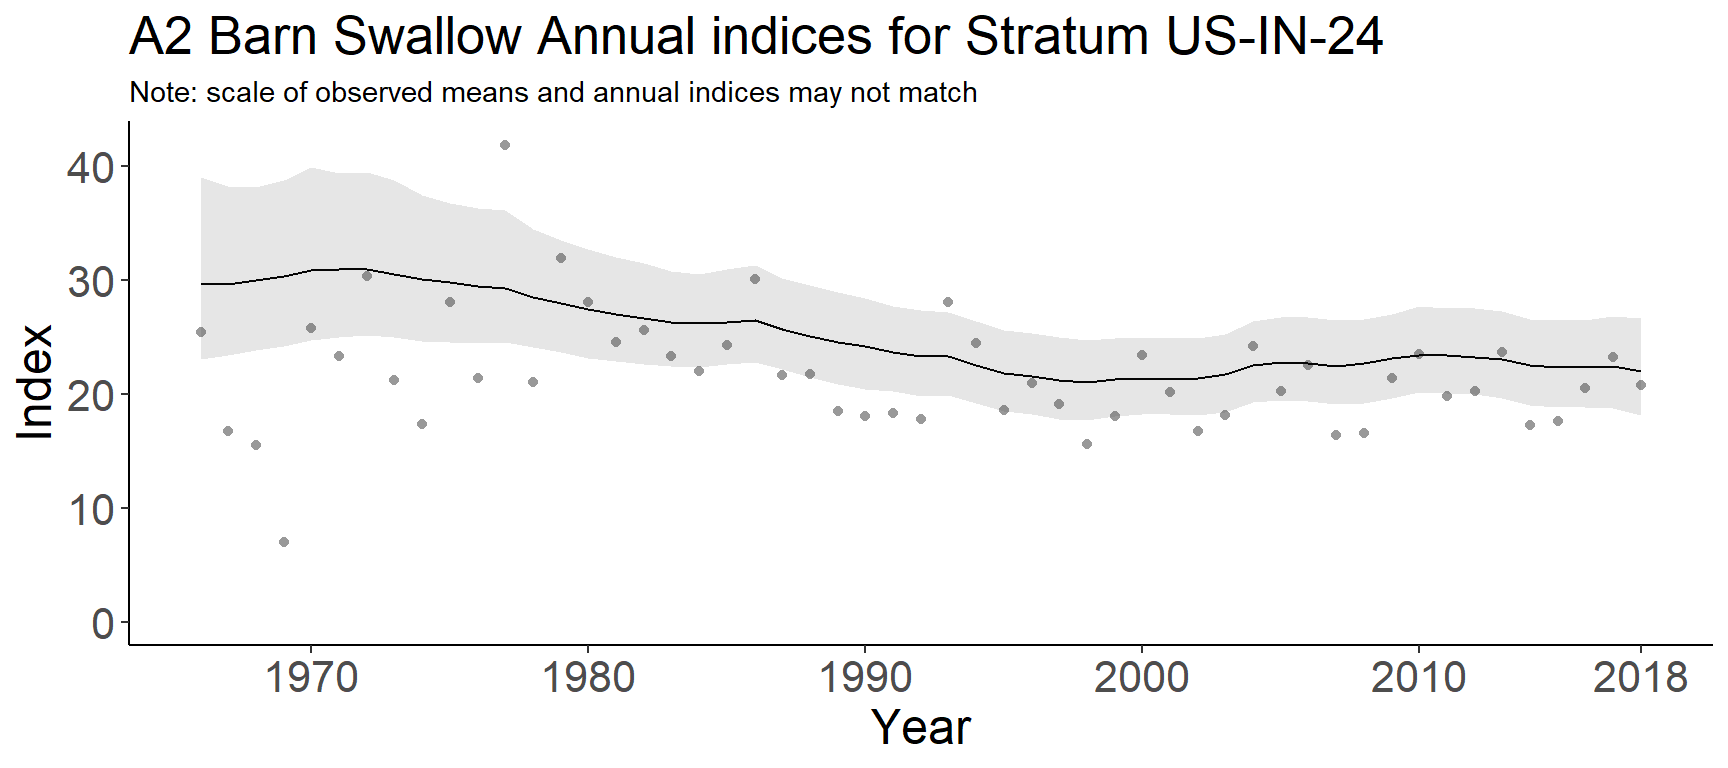 A2 Barn Swallow Annual indices for Stratum US-IN-24
Note: scale of observed means and annual indices may not match
40
30
20
10
0
Index
1970 1980 1990 2000 2010 2018
Year